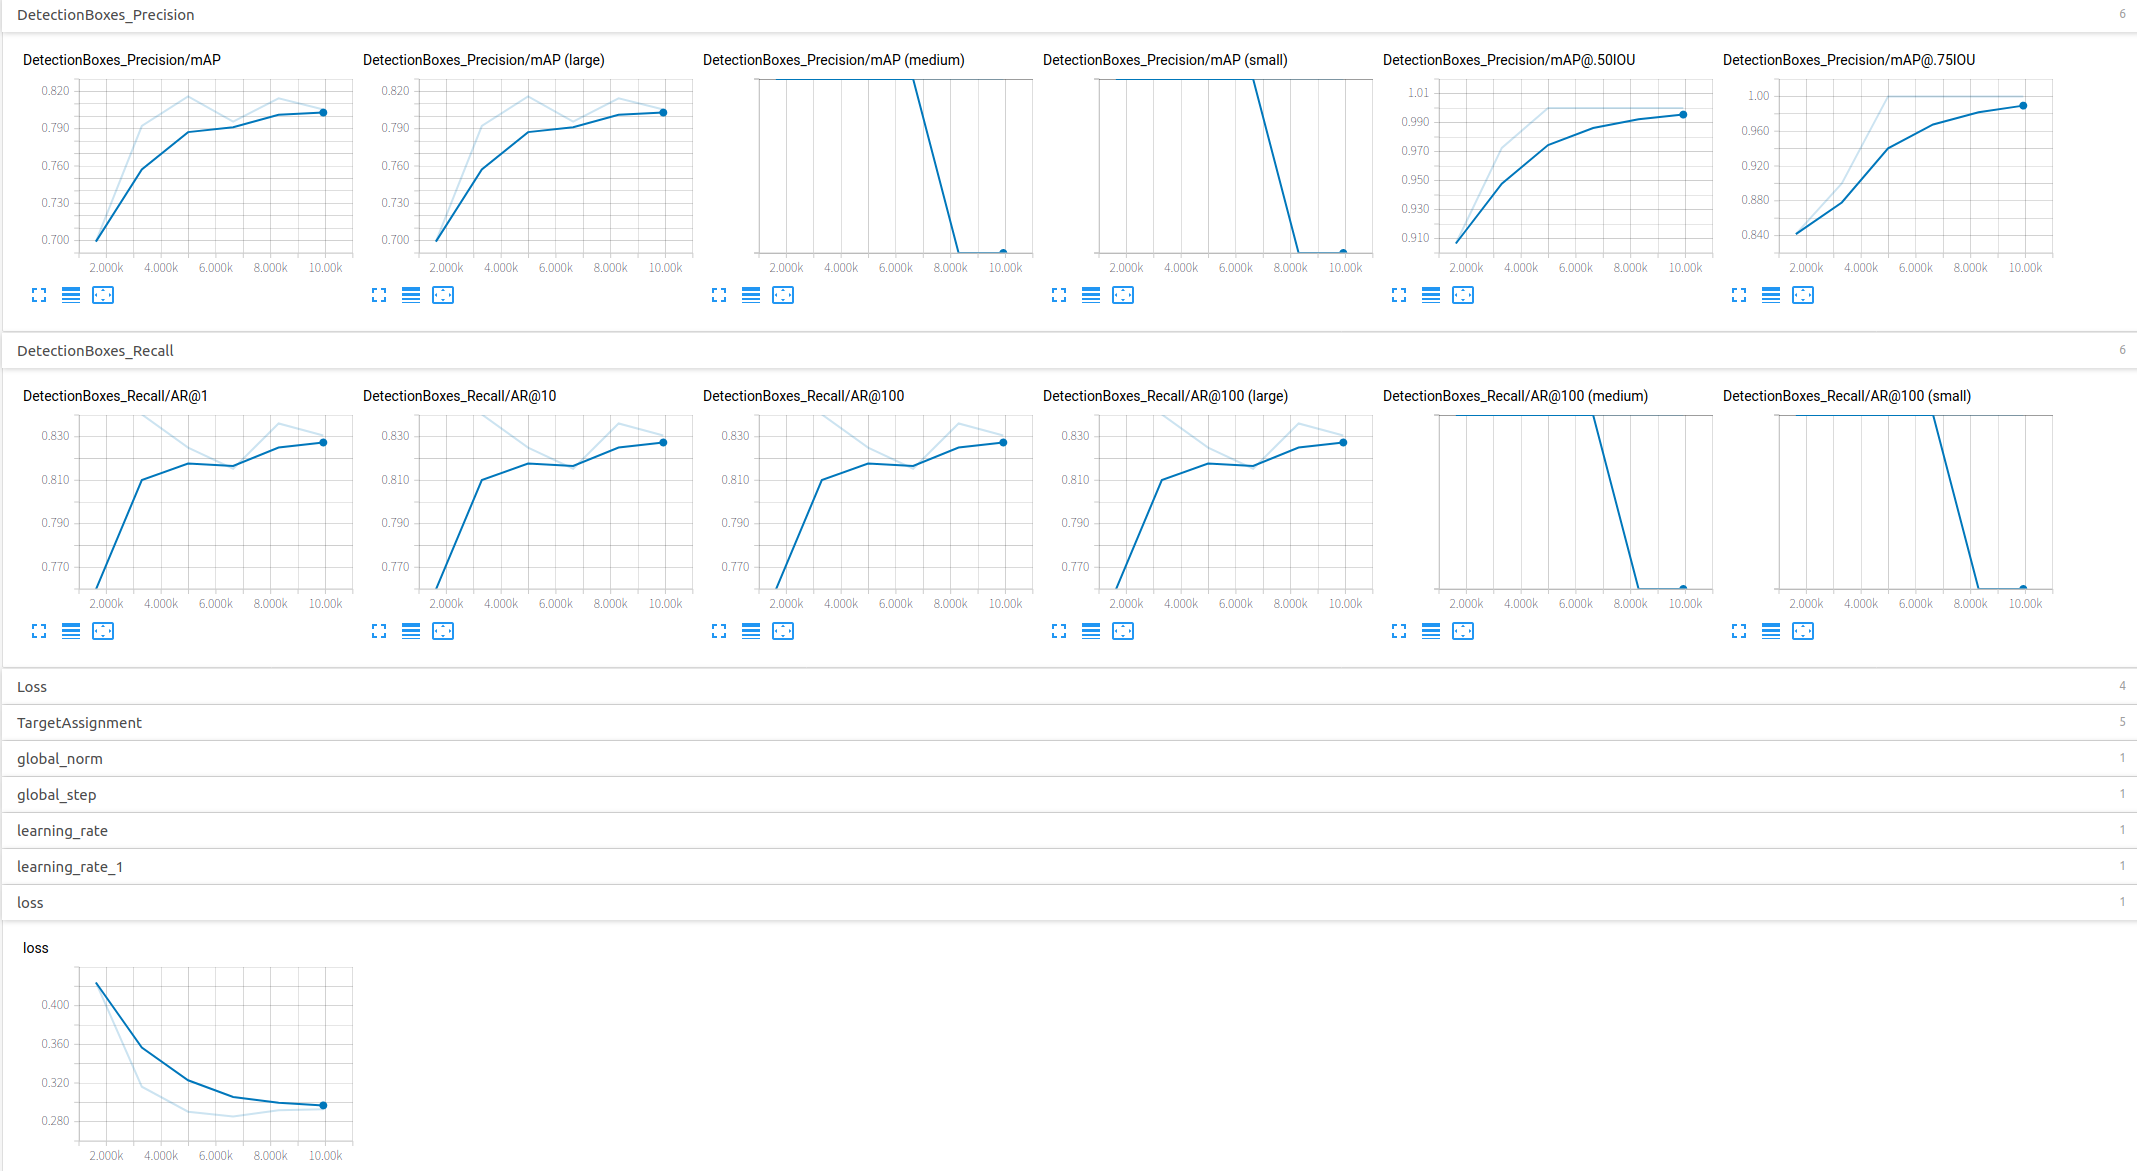 DetectionBoxes_Precision 6
DetectionBoxes_Precision/mAP DetectionBoxes_Precision/mAP (large) DetectionBoxes_Precision/mAP (medium) DetectionBoxes_Precision/mAP (small) DetectionBoxes_Precision/mAP@.50IOU DetectionBoxes_Precision/mAP@.75IOU
0.820
0.790
0.760
0.730
0.700
2.000k 4.000k 6.000k 8.000k 10.00k
0.820
0.790
0.760
0.730
0.700
2.000k 4.000k 6.000k 8.000k 10.00k
2.000k 4.000k 6.000k 8.000k 10.00k
2.000k 4.000k 6.000k 8.000k 10.00k
1.01
0.990
0.970
0.950
0.930
0.910
2.000k 4.000k 6.000k 8.000k 10.00k
1.00
0.960
0.920
0.880
0.840
2.000k 4.000k 6.000k 8.000k 10.00k
DetectionBoxes_Recall 6
DetectionBoxes_Recall/AR@1 DetectionBoxes_Recall/AR@10 DetectionBoxes_Recall/AR@100 DetectionBoxes_Recall/AR@100 (large) DetectionBoxes_Recall/AR@100 (medium) DetectionBoxes_Recall/AR@100 (small)
0.830
0.810
0.790
0.770
2.000k 4.000k 6.000k 8.000k 10.00k
0.830
0.810
0.790
0.770
2.000k 4.000k 6.000k 8.000k 10.00k
0.830
0.810
0.790
0.770
2.000k 4.000k 6.000k 8.000k 10.00k
0.830
0.810
0.790
0.770
2.000k 4.000k 6.000k 8.000k 10.00k
2.000k 4.000k 6.000k 8.000k 10.00k
2.000k 4.000k 6.000k 8.000k 10.00k
Loss 4
TargetAssignment 5
global_norm 1
global_step 1
learning_rate 1
learning_rate_1 1
loss 1
loss
0.400
0.360
0.320
0.280
2.000k 4.000k 6.000k 8.000k 10.00k